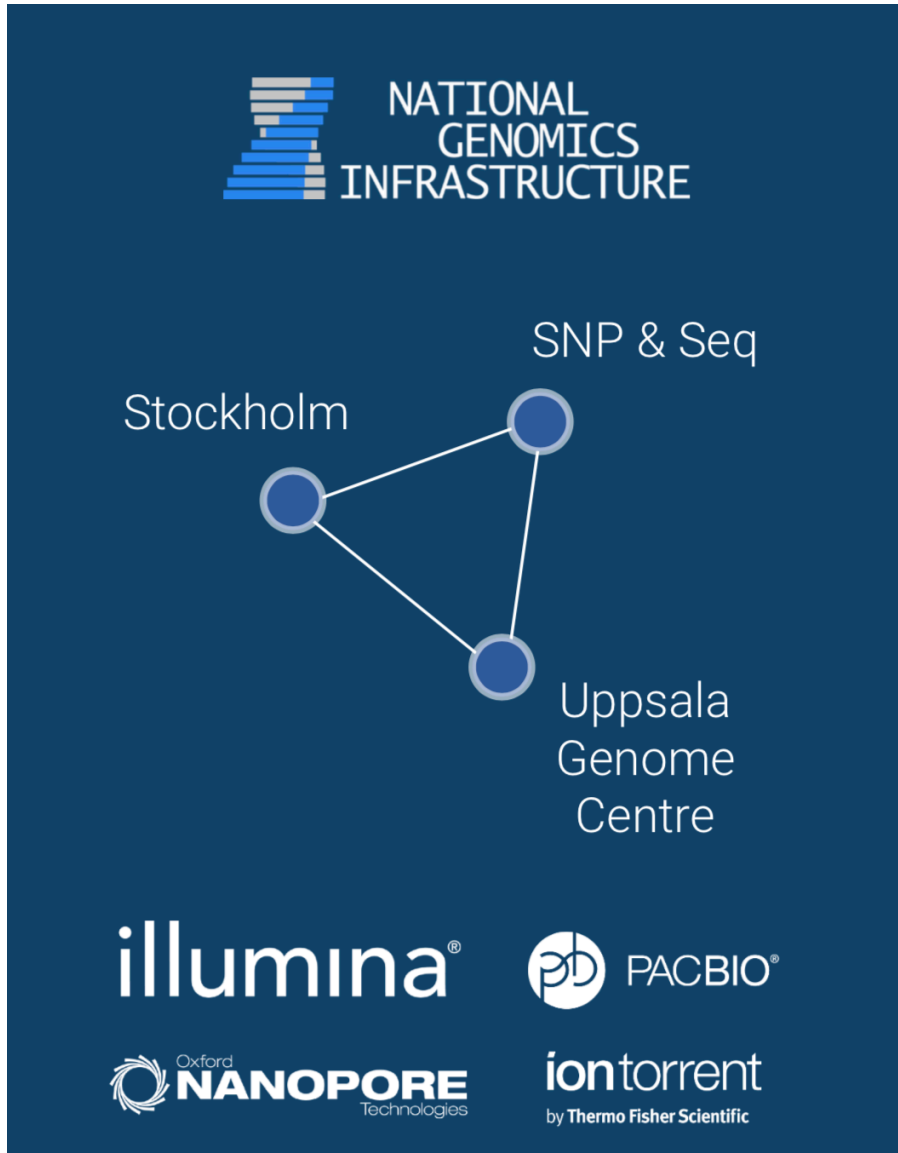 NATIONAL
GENOMICS
INFRASTRUCTURE
SNP & Seq
Stockholm
Uppsala
Genome
Centre
illumina®
pb PACBIO®
Oxford
NANOPORE
Technologies
iontorrent
by Thermo Fisher Scientific